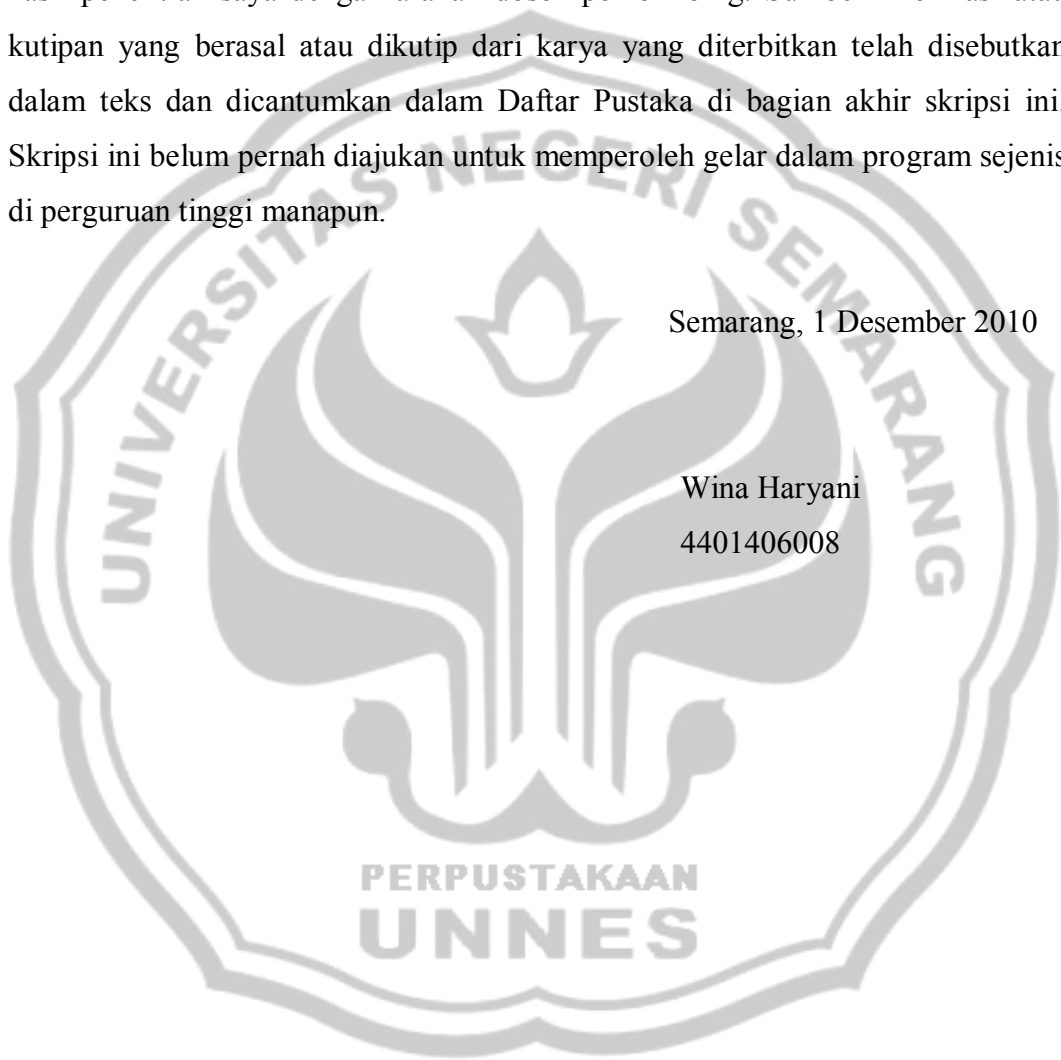 kutipan yang berasal atau dikutip dari karya yang diterbitkan telah disebutkan
dalam teks dan dicantumkan dalam Daftar Pustaka di bagian akhir skripsi ini.
Skripsi ini belum pernah diajukan untuk memperoleh gelar dalam program sejenis
di perguruan tinggi manapun.
UNIVERSITAS NEGERI SEMARANG
Semarang, 1 Desember 2010
Wina Haryani
4401406008
PERPUSTAKAAN
UNNES